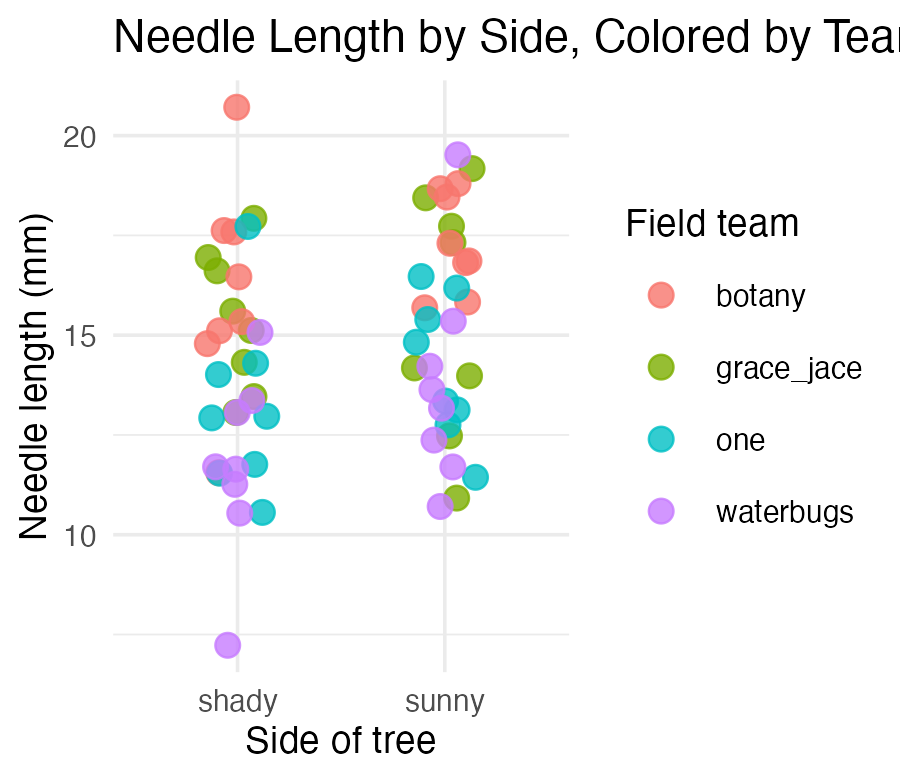 Needle Length by Side, Colored by Tea
20
15
10
Needle length (mm)
shady
sunny
Side of tree
Field team
botany
grace_jace
one
waterbugs